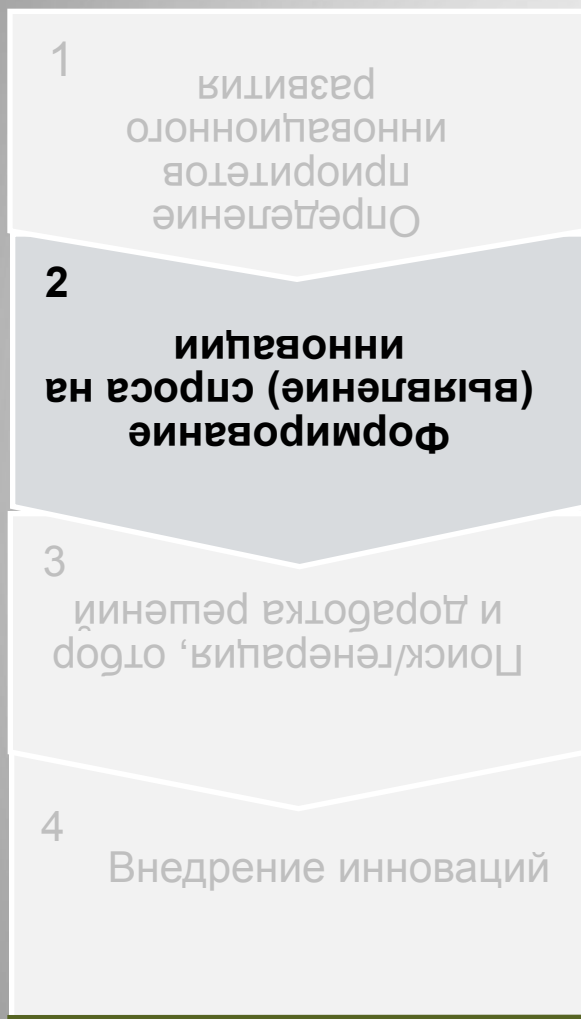 1
Определение
приоритетов
инновационного
развития
2
Формирование
(выявление) спроса на
инновации
3
Поиск/генерация, отбор
и доработка решений
4
Внедрение инноваций